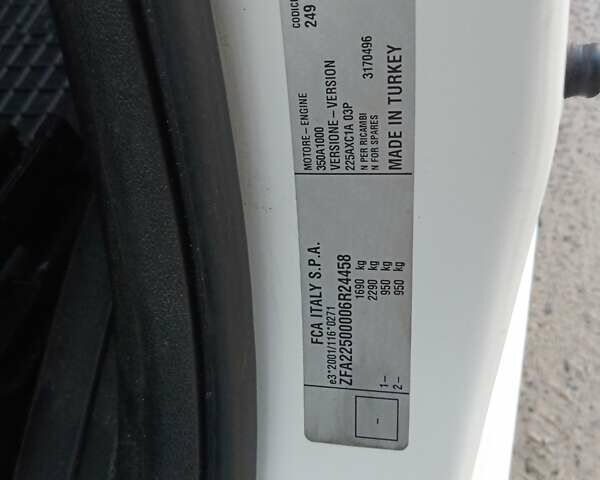 FCA ITALY S.P.A.
e3*2001/116*0271
ZFA22500006R24458
1690 kg
2290 kg
1– 950 kg
2– 950 kg
-
MOTORE–ENGINE
350A1000
VERSIONE–VERSION
225AXC1A 03P
N PER RICAMBI
N FOR SPARES 3170496
MADE IN TURKEY
CODICE
249